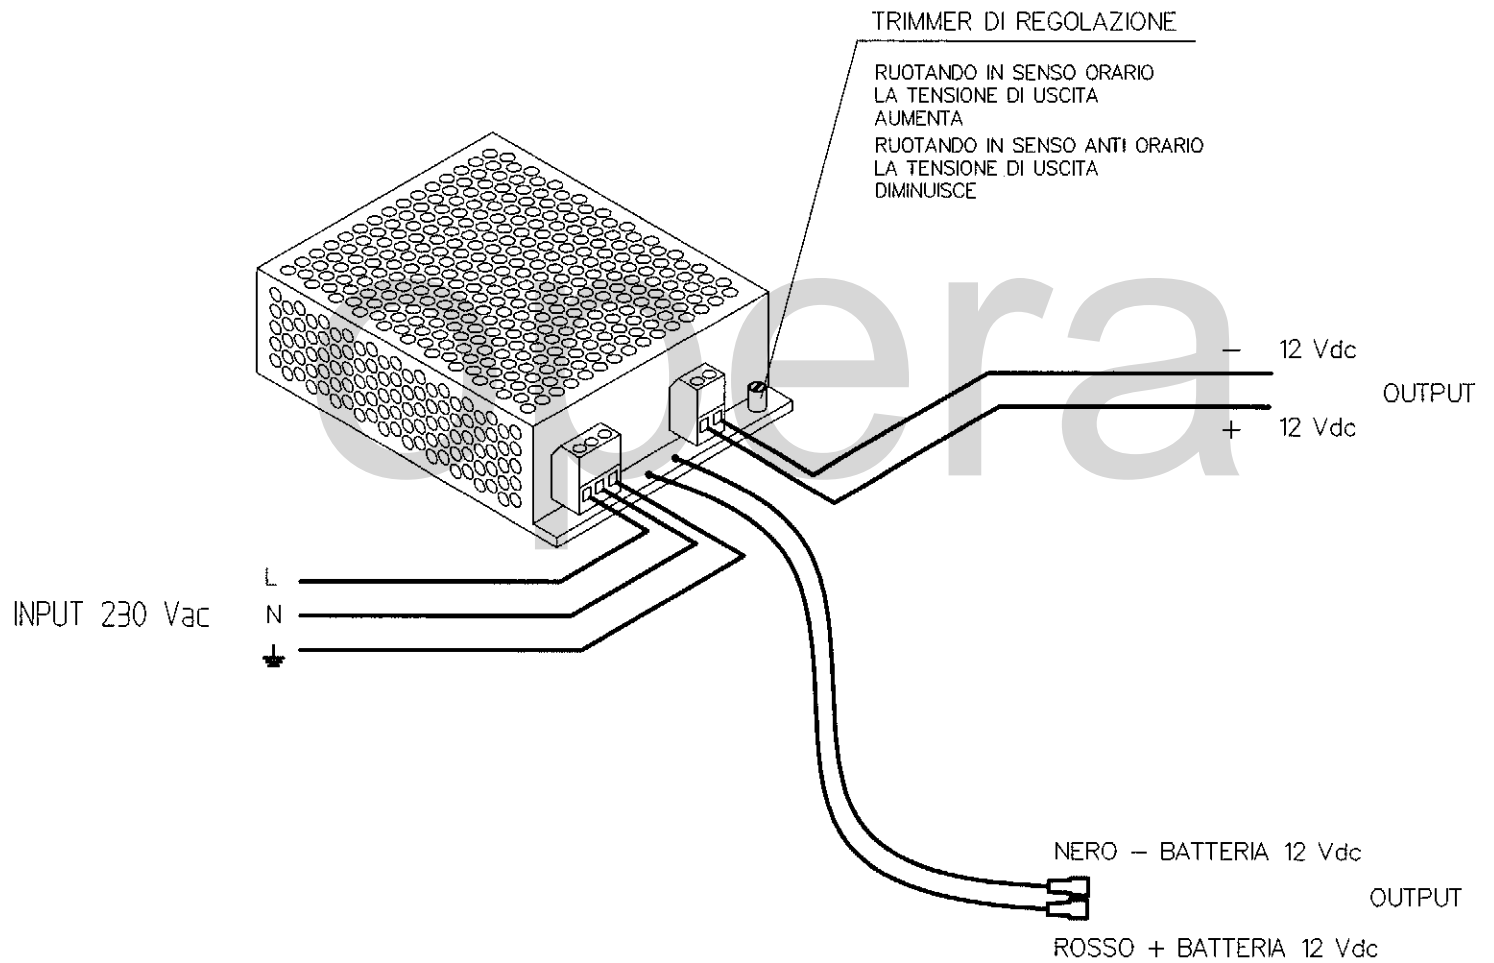 TRIMMER DI REGOLAZIONE
RUOTANDO IN SENSO ORARIO
LA TENSIONE DI USCITA
AUMENTA
RUOTANDO IN SENSO ANTI ORARIO
LA TENSIONE DI USCITA
DIMINUISCE
opera
− 12 Vdc
OUTPUT
+ 12 Vdc
L
INPUT 230 Vac N
NERO − BATTERIA 12 Vdc
OUTPUT
ROSSO + BATTERIA 12 Vdc